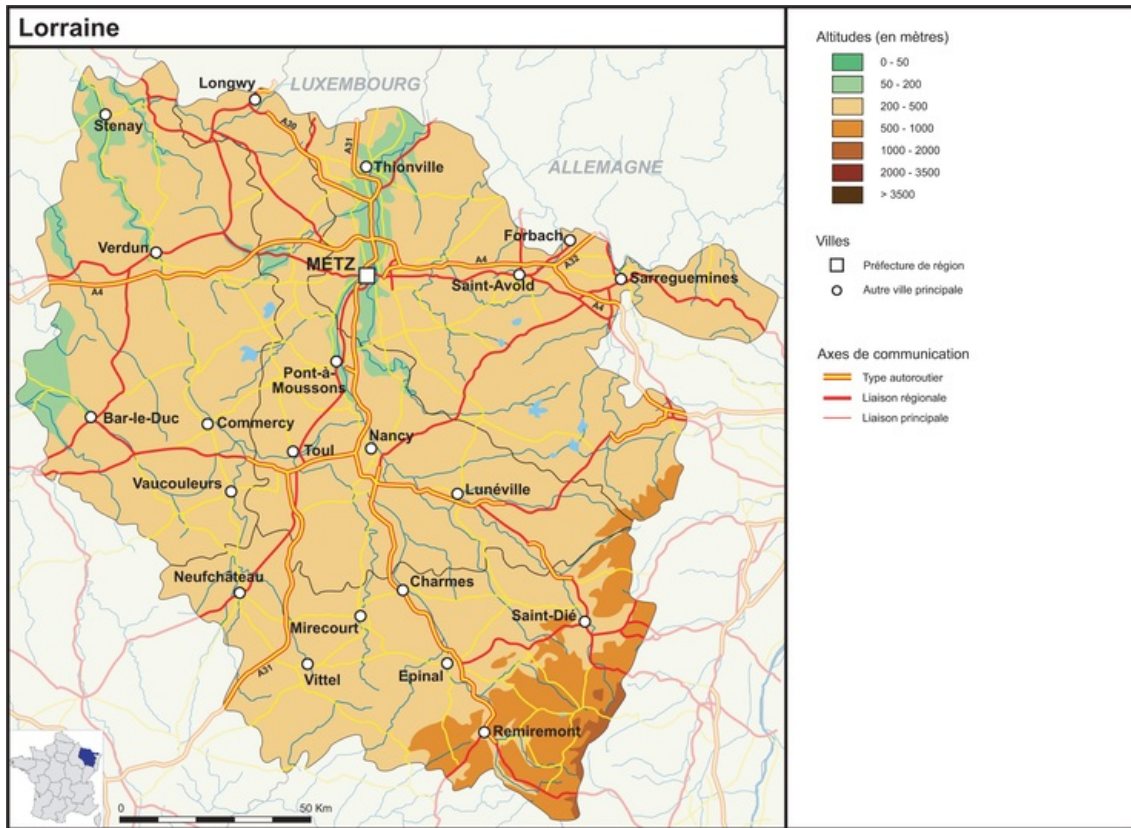 Lorraine
LUXEMBOURG
Longwy
Stenay
A30
A31
Thionville
ALLEMAGNE
Verdun
Forbach
METZ
A4
A32
Saint-Avold
Sarreguemines
A4
A4
Pont-à-
Moussons
Bar-le-Duc
Commercy
Toul
Nancy
Vaucouleurs
Lunéville
Neufchâteau
Charmes
Mirecourt
Saint-Dié
Vittel
Epinal
A31
Remiremont
0
50 Km
Altitudes (en mètres)
0 - 50
50 - 200
200 - 500
500 - 1000
1000 - 2000
2000 - 3500
> 3500
Villes
Préfecture de région
Autre ville principale
Axes de communication
Type autoroutier
Liaison régionale
Liaison principale